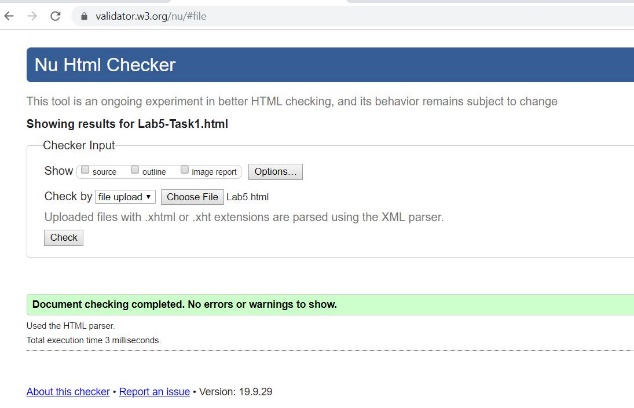 validator.w3.org/nu/#file
Nu Html Checker
This tool is an ongoing experiment in better HTML checking, and its behavior remains subject to change
Showing results for Lab5-Task1.html
Checker Input
Show source outline image report Options...
Check by file upload Choose File Lab5 html
Uploaded files with .xhtml or .xht extensions are parsed using the XML parser.
Check
Document checking completed. No errors or warnings to show.
Used the HTML parser.
Total execution time 3 milliseconds
About this checker • Report an issue • Version: 19.9.29